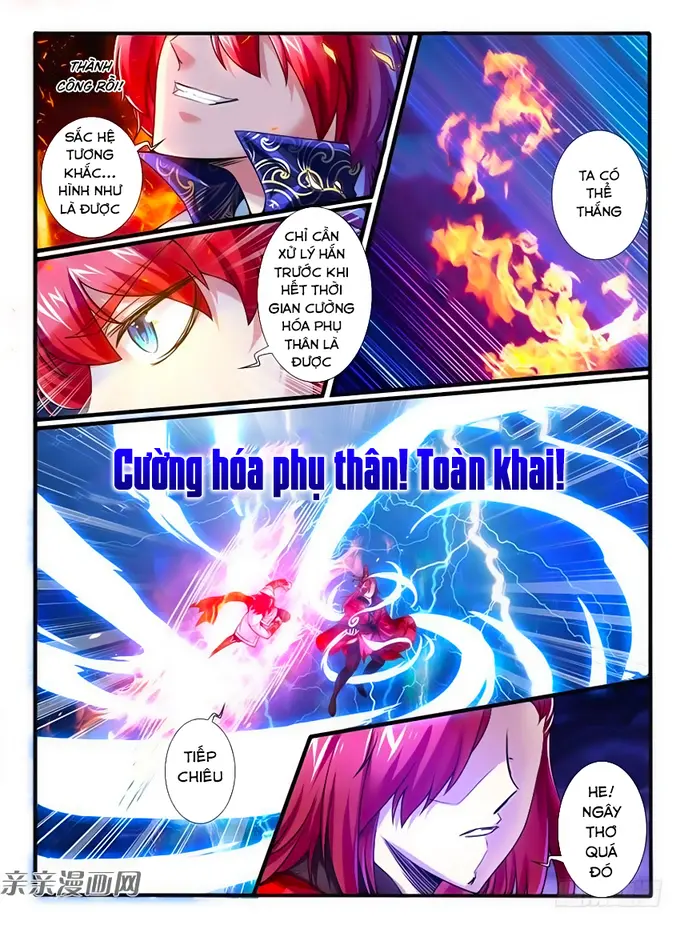 THÀNH
CÔNG RỒI!!
SẮC HỆ
TƯƠNG
KHẮC...
HÌNH NHƯ
LÀ ĐƯỢC
TA CÓ
THỂ
THẮNG
CHỈ CẦN
XỬ LÝ HẮN
TRƯỚC KHI
HẾT THỜI
GIAN CƯỜNG
HÓA PHỤ
THÂN LÀ
ĐƯỢC
Cường hóa phụ thân! Toàn khai!
TIẾP
CHIÊU
HE!
NGÂY
THƠ
QUÁ
ĐÓ
亲亲漫画网